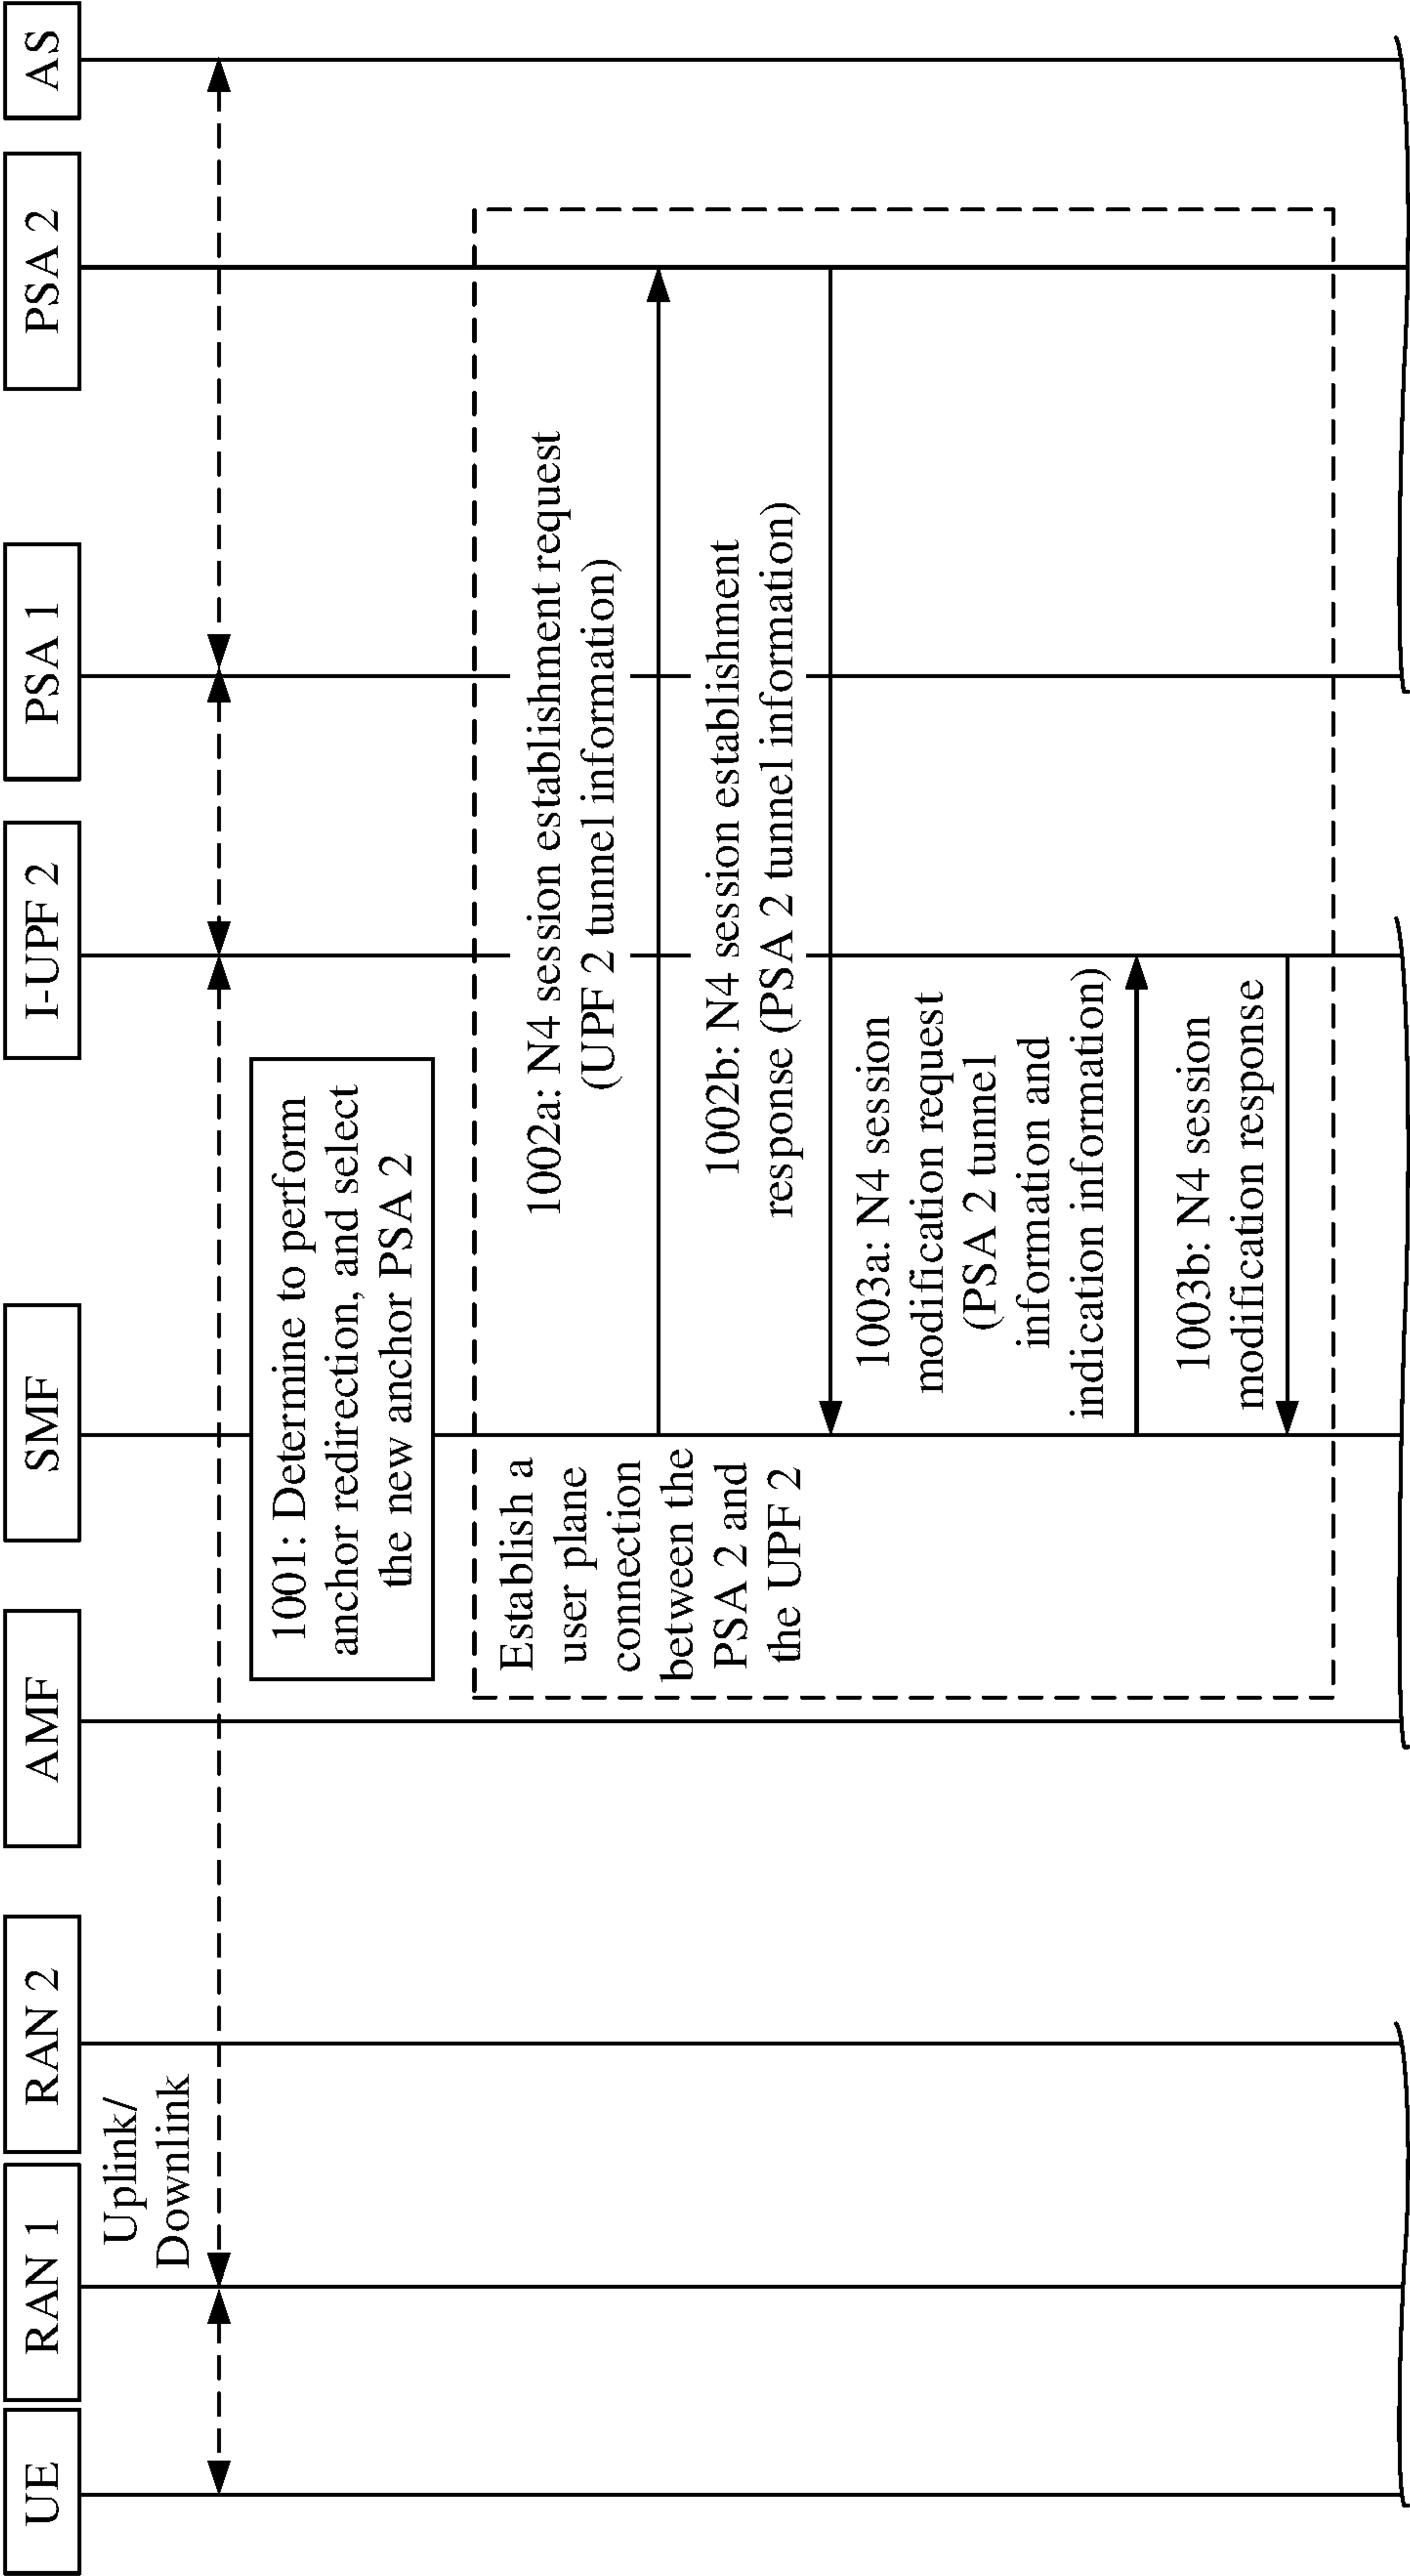 UE
RAN 1
RAN 2
AMF
SMF
I-UPF 2
PSA 1
PSA 2
AS
Uplink/
Downlink
1001: Determine to perform
anchor redirection, and select
the new anchor PSA 2
Establish a
user plane
connection
between the
PSA 2 and
the UPF 2
1002a: N4 session establishment request
(UPF 2 tunnel information)
1002b: N4 session establishment
response (PSA 2 tunnel information)
1003a: N4 session
modification request
(PSA 2 tunnel
information and
indication information)
1003b: N4 session
modification response